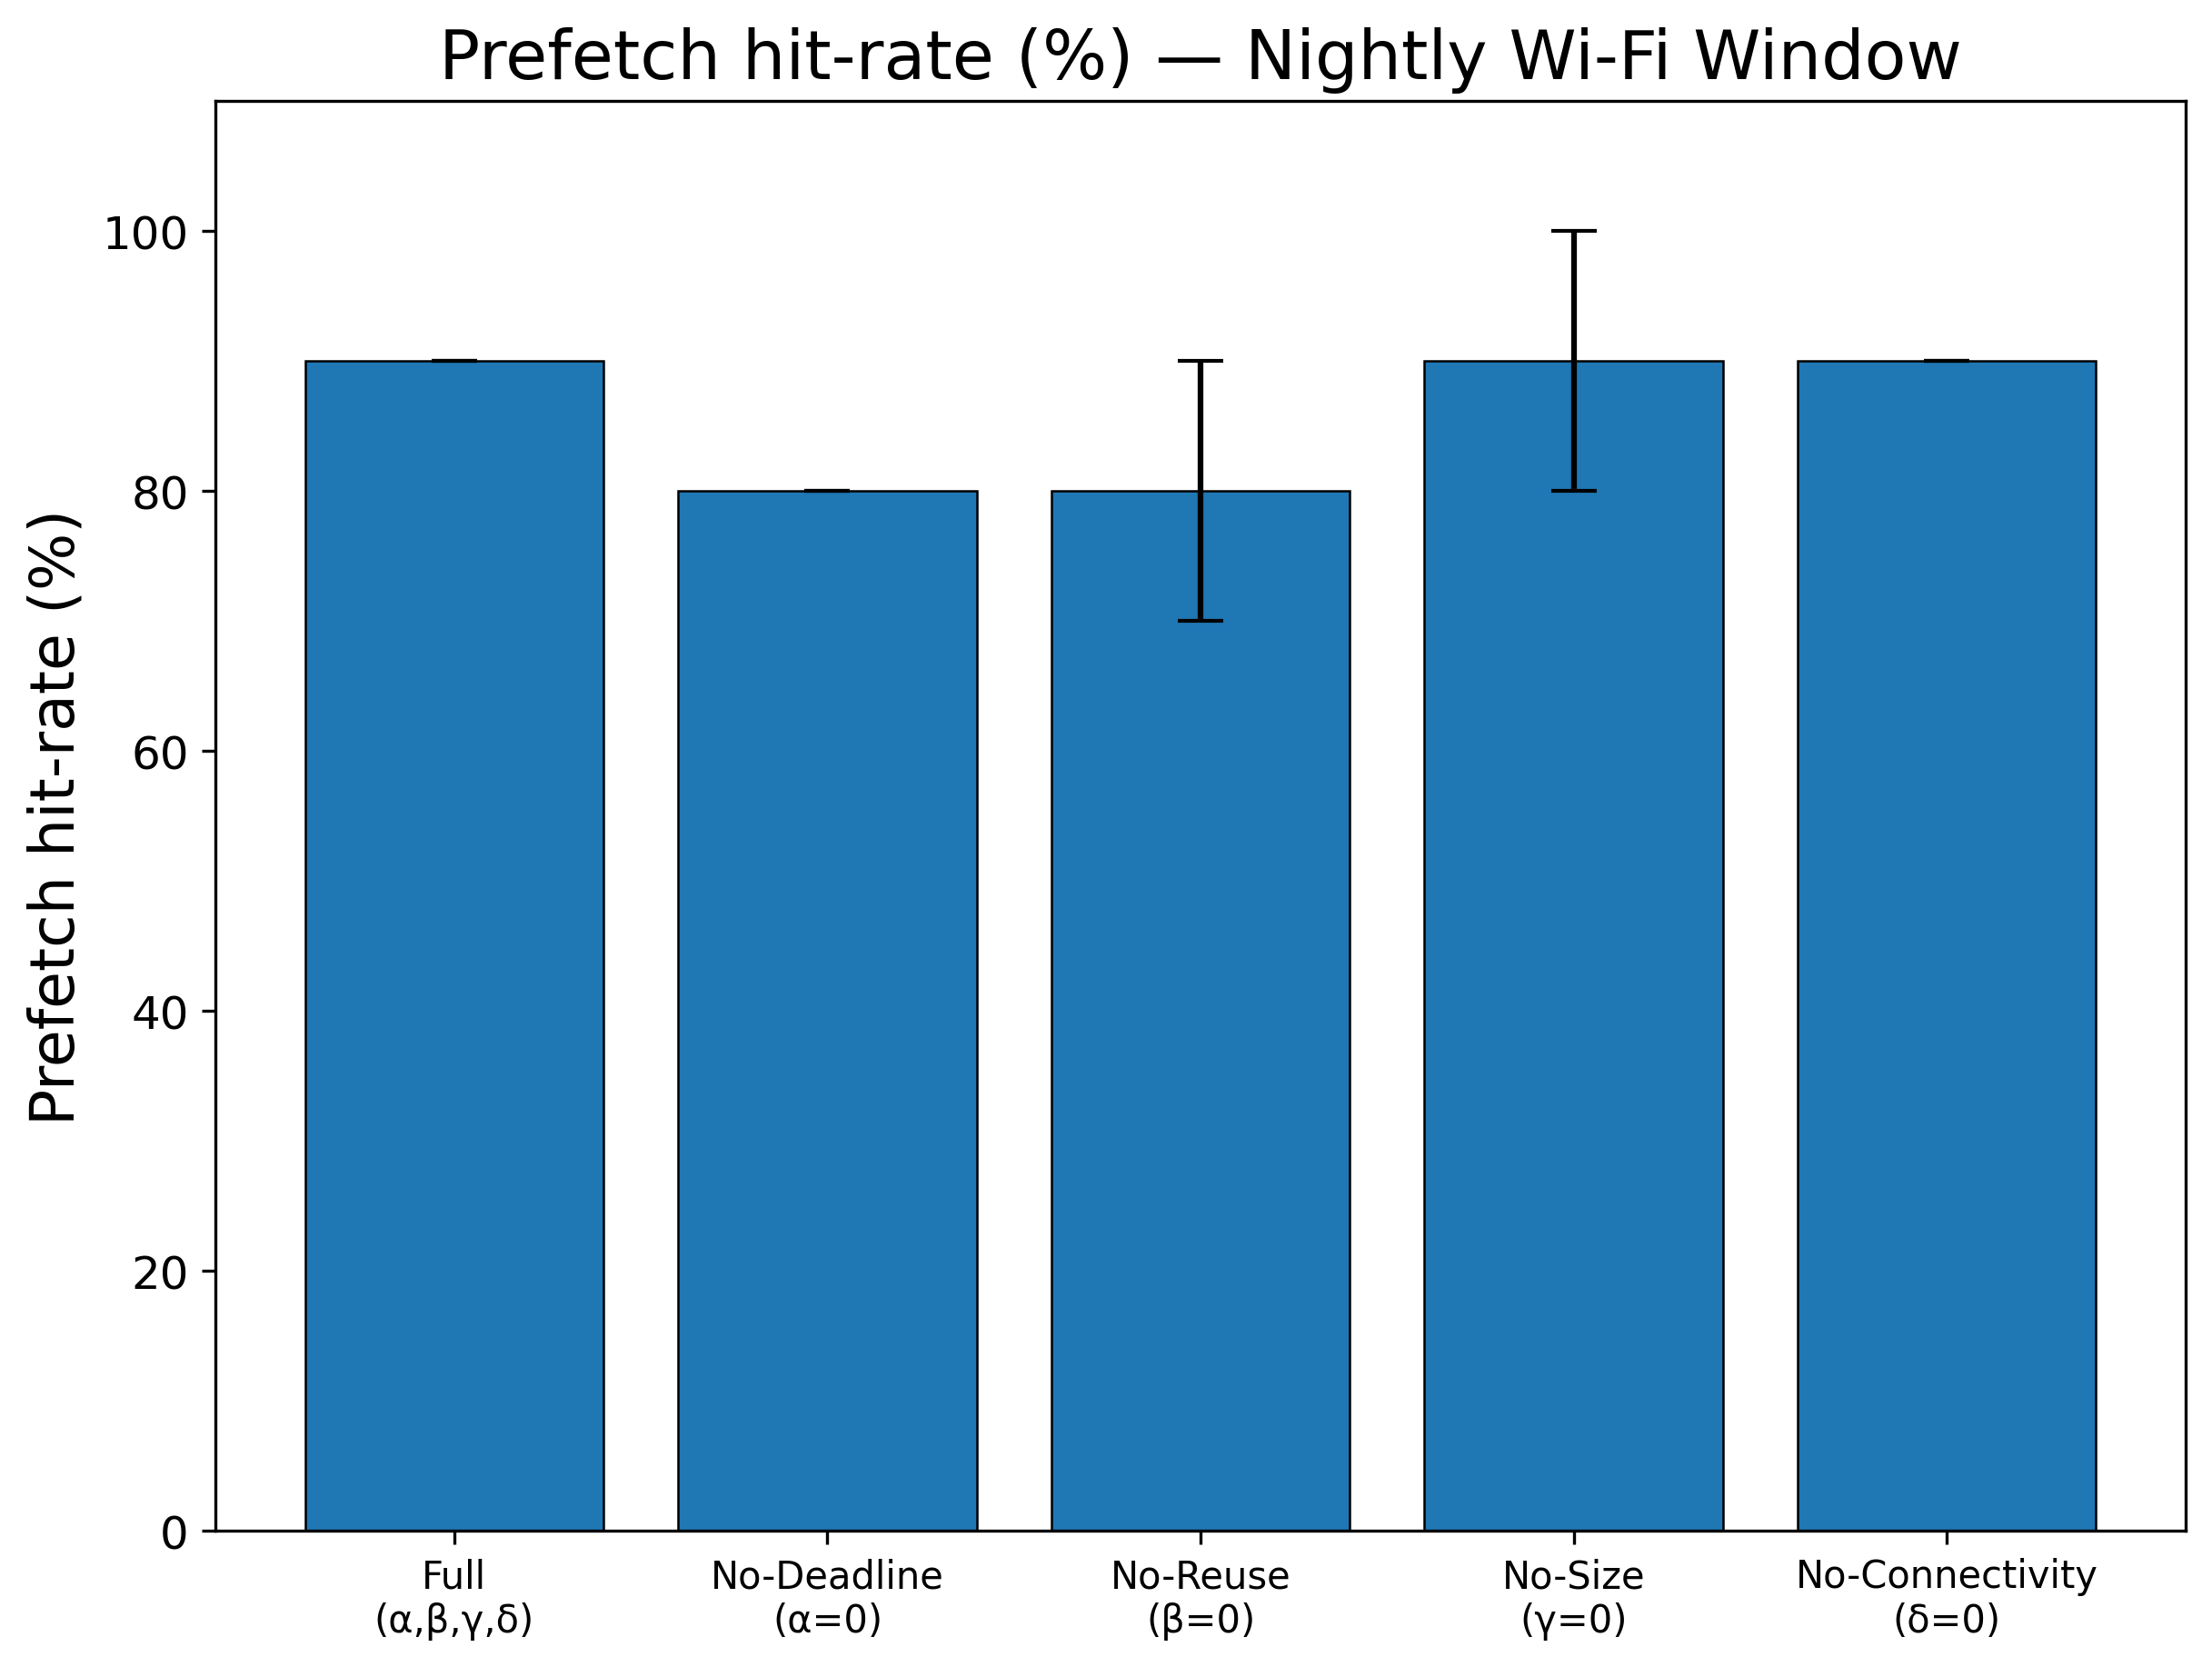 Prefetch hit-rate (%) — Nightly Wi-Fi Window
Prefetch hit-rate (%)
100
80
60
40
20
0
Full
(α,β,γ,δ)
No-Deadline
(α=0)
No-Reuse
(β=0)
No-Size
(γ=0)
No-Connectivity
(δ=0)